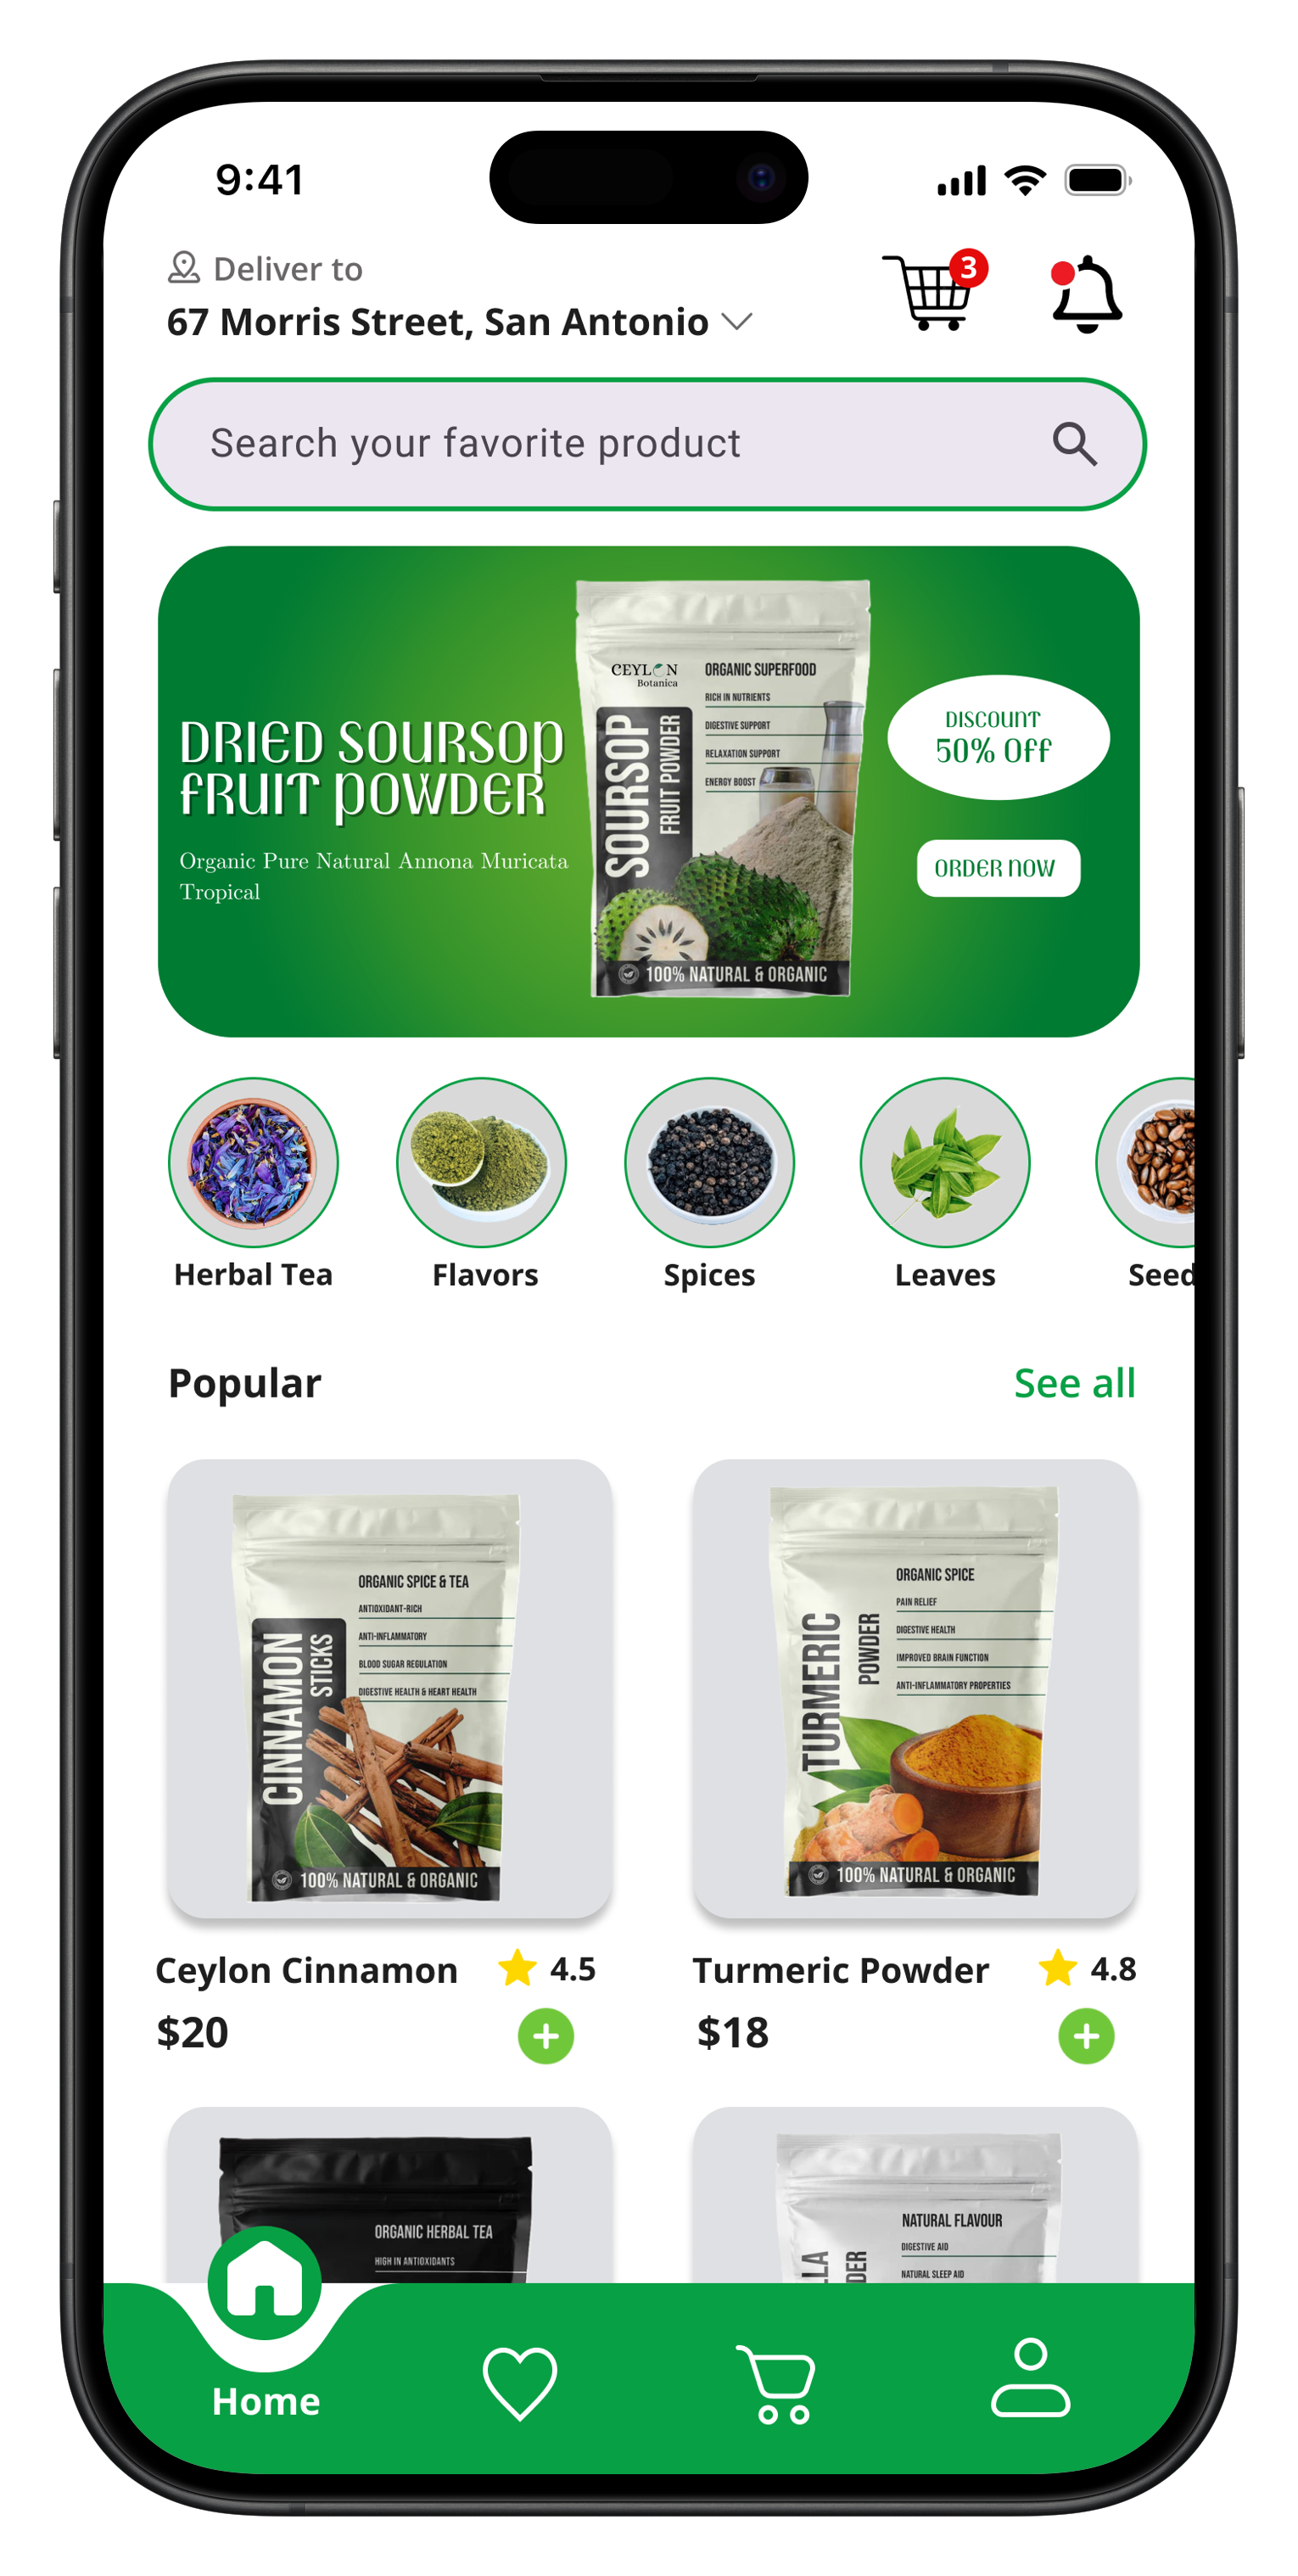 9:41
Deliver to
3
67 Morris Street, San Antonio
Search your favorite product
DRIED SOURSOP
FRUIT POWDER
Organic Pure Natural Annona Muricata
Tropical
CEYLON
Botanica
SOURSOP
FRUIT POWDER
ORGANIC SUPERFOOD
RICH IN NUTRIENTS
DIGESTIVE SUPPORT
RELAXATION SUPPORT
ENERGY BOOST
100% NATURAL & ORGANIC
DISCOUNT
50% Off
ORDER NOW
Herbal Tea
Flavors
Spices
Leaves
Seed
Popular
See all
CINNAMON
STICKS
ORGANIC SPICE & TEA
ANTIOXIDANT-RICH
ANTI-INFLAMMATORY
BLOOD SUGAR REGULATION
DIGESTIVE HEALTH & HEART HEALTH
100% NATURAL & ORGANIC
TURMERIC
POWDER
ORGANIC SPICE
PAIN RELIEF
DIGESTIVE HEALTH
IMPROVED BRAIN FUNCTION
ANTI-INFLAMMATORY PROPERTIES
100% NATURAL & ORGANIC
Ceylon Cinnamon
4.5
$20
Turmeric Powder
4.8
$18
ORGANIC HERBAL TEA
HIGH IN ANTIOXIDANTS
LLA
DER
NATURAL FLAVOUR
DIGESTIVE AID
NATURAL SLEEP AID
Home